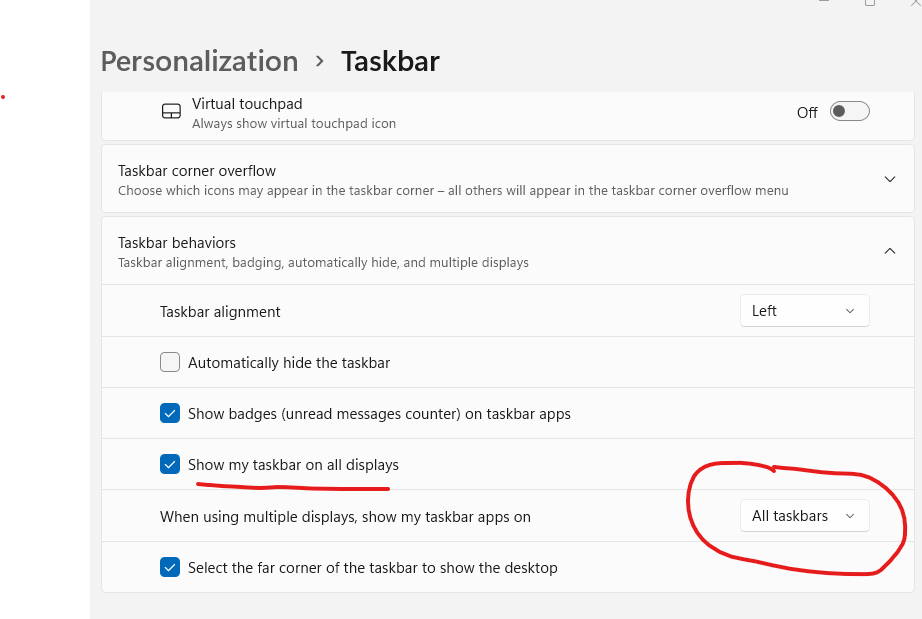 Personalization > Taskbar
Virtual touchpad
Always show virtual touchpad icon
Off
Taskbar corner overflow
Choose which icons may appear in the taskbar corner – all others will appear in the taskbar corner overflow menu
Taskbar behaviors
Taskbar alignment, badging, automatically hide, and multiple displays
Taskbar alignment
Left
Automatically hide the taskbar
Show badges (unread messages counter) on taskbar apps
Show my taskbar on all displays
When using multiple displays, show my taskbar apps on
All taskbars
Select the far corner of the taskbar to show the desktop